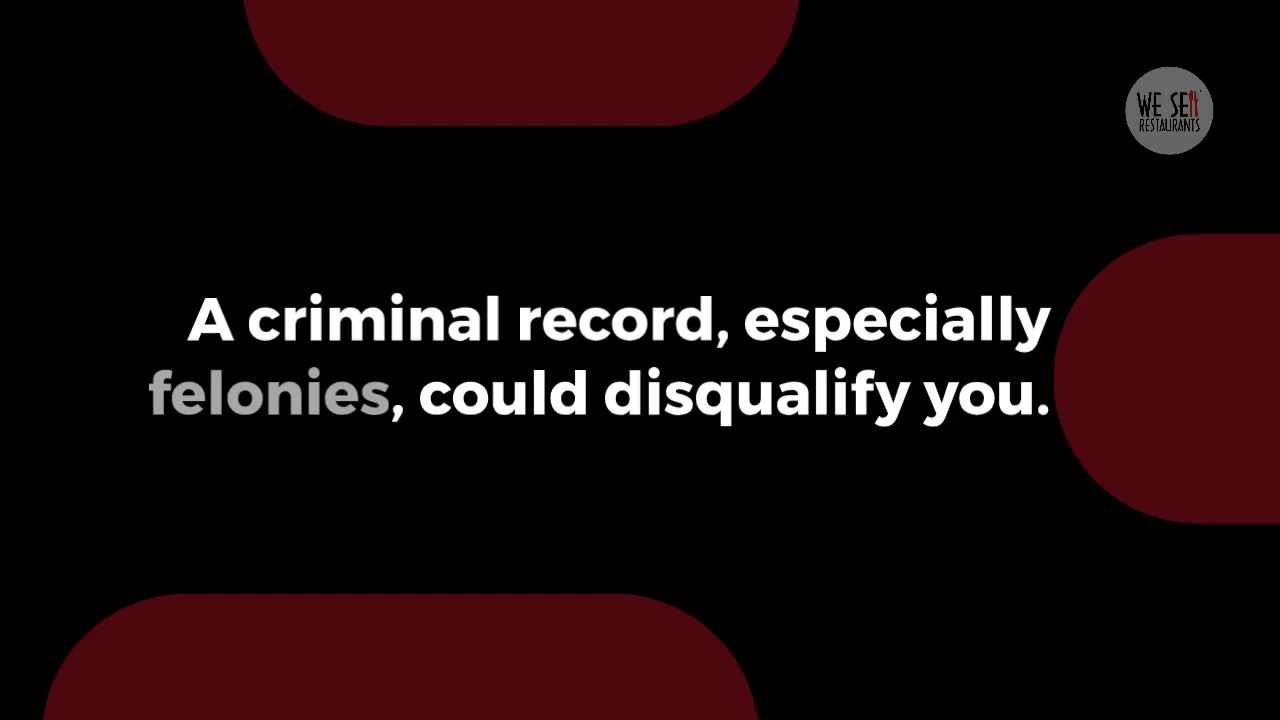 WE SELL
RESTAURANTS
A criminal record, especially
felonies, could disqualify you.